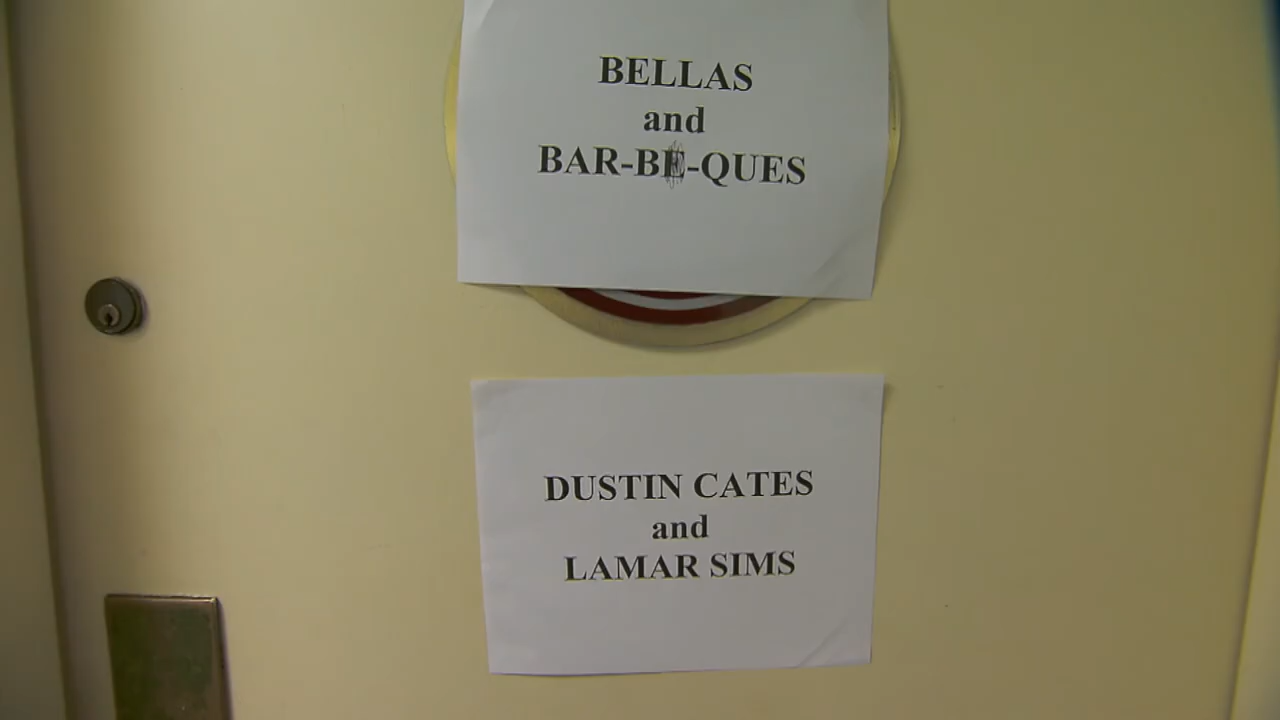 BELLAS
and
BAR-BE-QUES
DUSTIN CATES
and
LAMAR SIMS